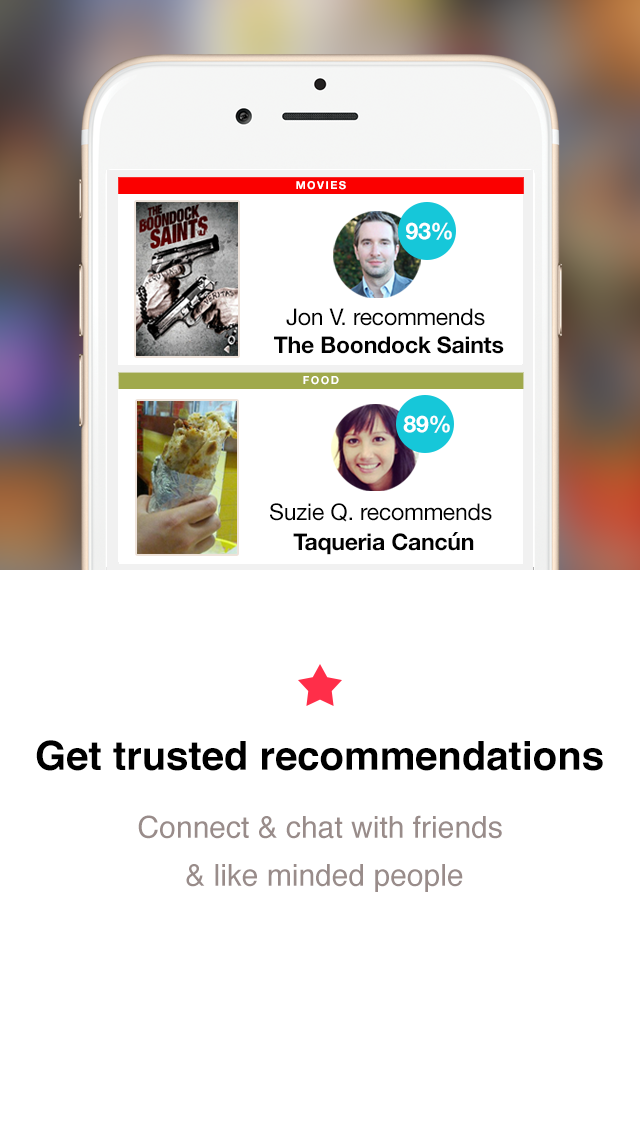 MOVIES
THE
BOONDOCK
SAINTS
93%
Jon V. recommends
The Boondock Saints
FOOD
89%
Suzie Q. recommends
Taqueria Cancún
Get trusted recommendations
Connect & chat with friends
& like minded people